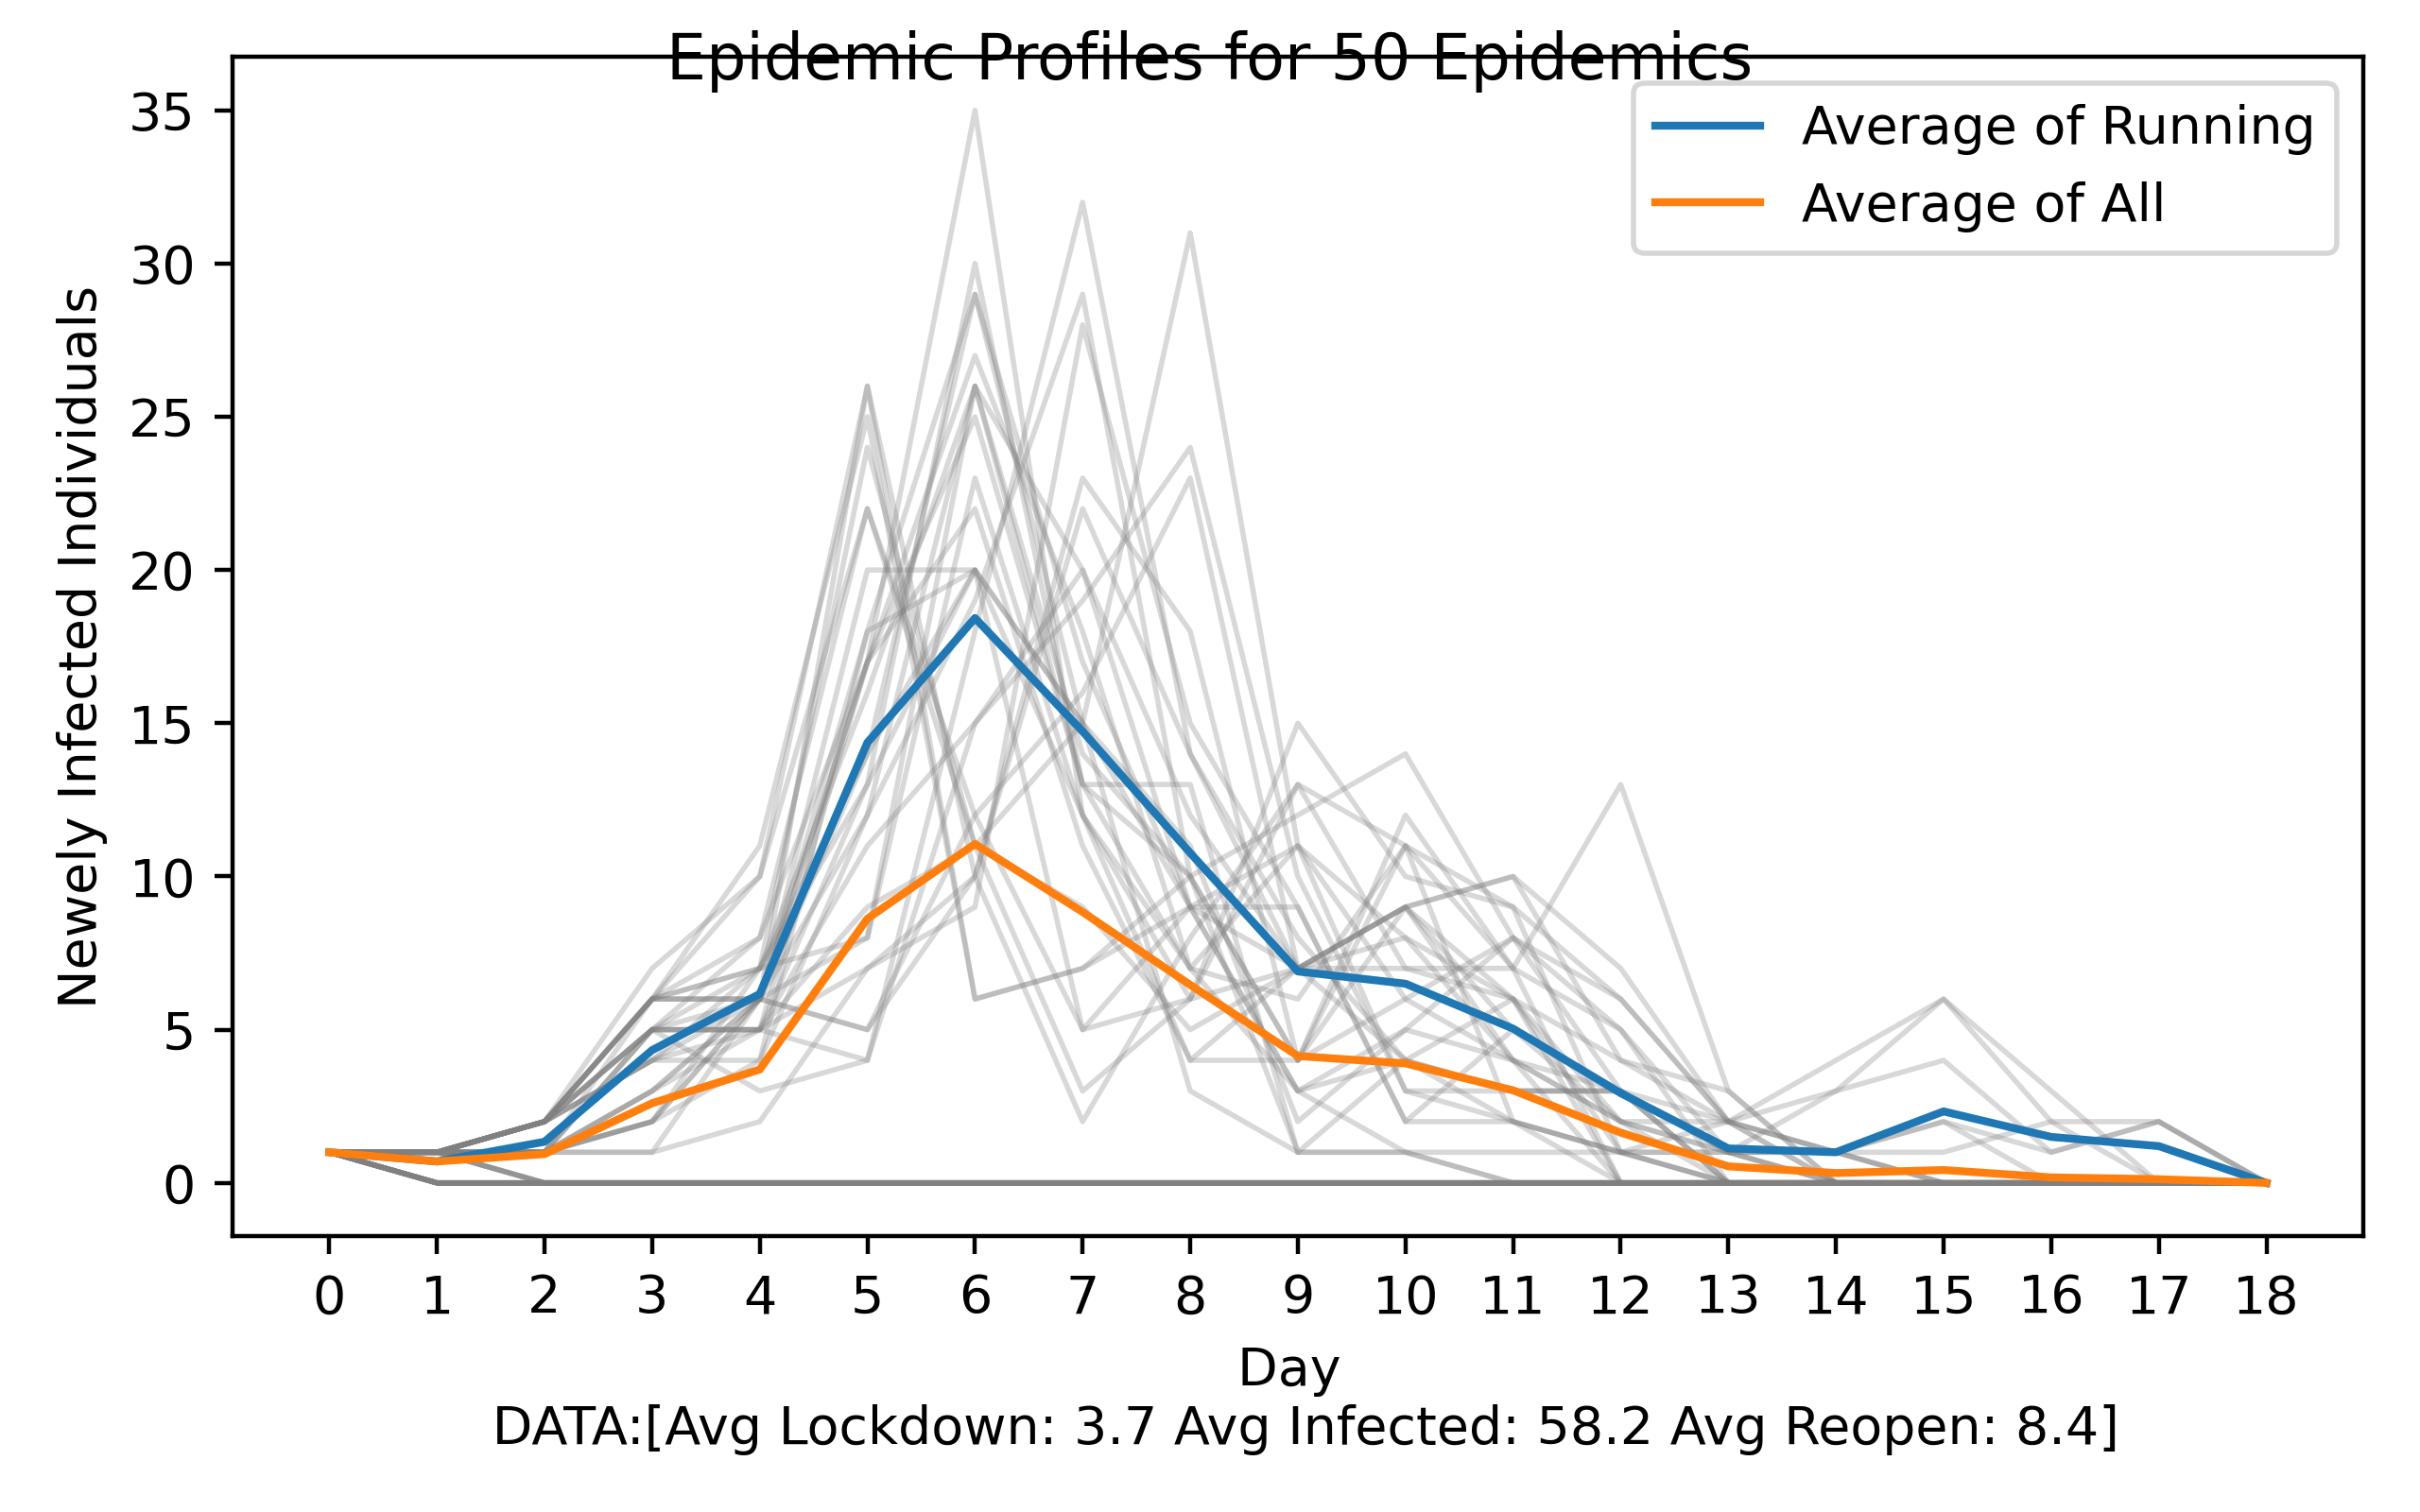 Epidemic Profiles for 50 Epidemics
Average of Running
Average of All
Newely Infected Individuals
35
30
25
20
15
10
5
0
0 1 2 3 4 5 6 7 8 9 10 11 12 13 14 15 16 17 18
Day
DATA:[Avg Lockdown: 3.7 Avg Infected: 58.2 Avg Reopen: 8.4]